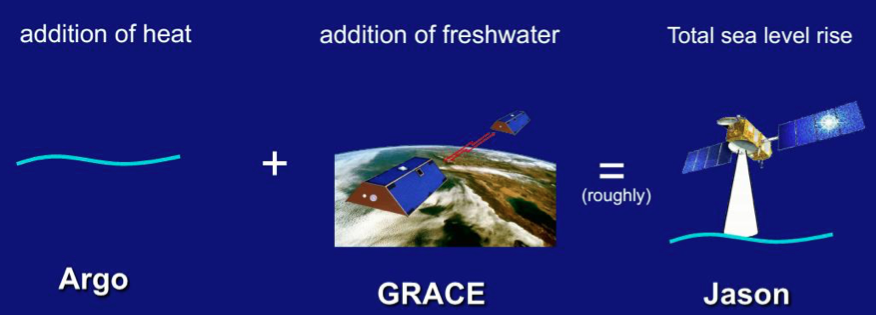 addition of heat
addition of freshwater
Total sea level rise
+
=
(roughly)
Argo
GRACE
Jason